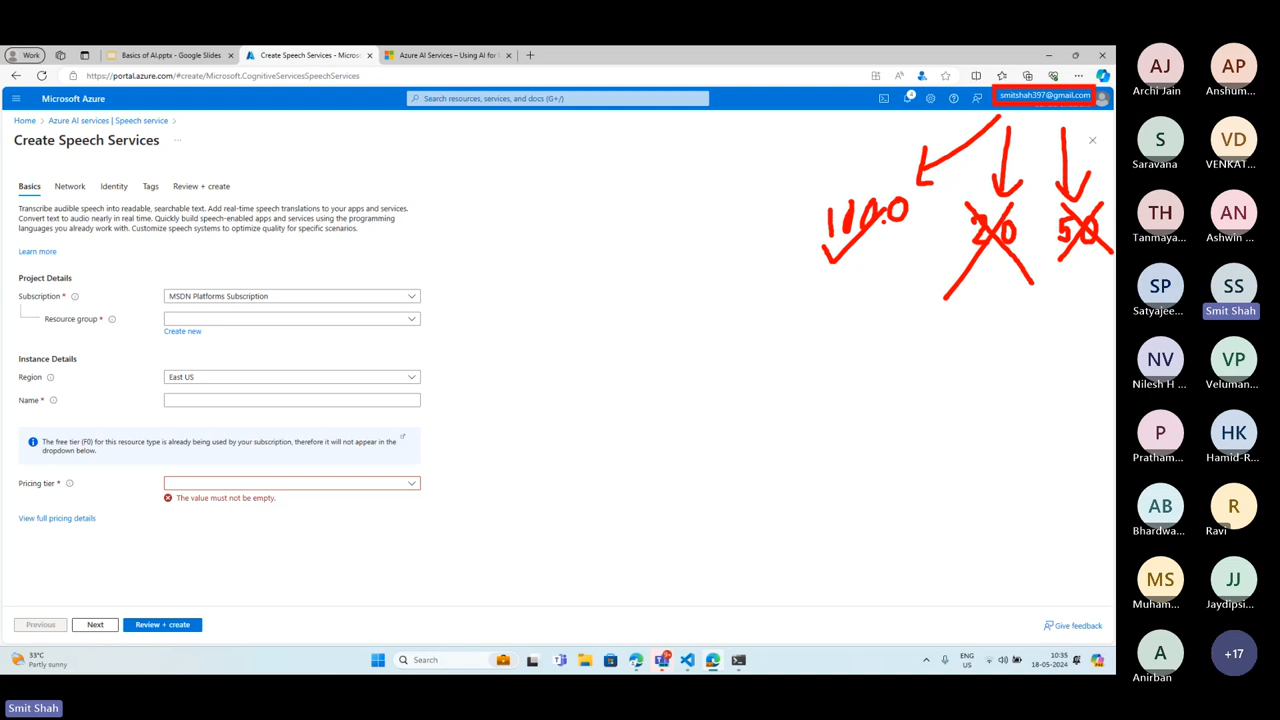 Work
Basics of AI.pptx - Google Slides
Create Speech Services - Micros
Azure AI Services – Using AI for
https://portal.azure.com/#create/Microsoft.CognitiveServicesSpeechServices
Microsoft Azure
Search resources, services, and docs (G+/)
4
smitshah397@gmail.com
Home > Azure AI services | Speech service >
Create Speech Services ...
Basics Network Identity Tags Review + create
Transcribe audible speech into readable, searchable text. Add real-time speech translations to your apps and services.
Convert text to audio nearly in real time. Quickly build speech-enabled apps and services using the programming
languages you already work with. Customize speech systems to optimize quality for specific scenarios.
Learn more
Project Details
Subscription * MSDN Platforms Subscription
Resource group *
Create new
Instance Details
Region East US
Name *
The free tier (F0) for this resource type is already being used by your subscription, therefore it will not appear in the
dropdown below.
Pricing tier *
The value must not be empty.
View full pricing details
20
50
Previous Next Review + create
Give feedback
33°C
Partly sunny
Search
ENG
US
10:35
18-05-2024
Smit Shah
AJ
Archi Jain
AP
Anshum...
S
Saravana
VD
VENKAT...
TH
Tanmaya...
AN
Ashwin ...
SP
Satyajee...
SS
Smit Shah
NV
Nilesh H ...
VP
Veluman...
P
Pratham...
HK
Hamid-R...
AB
Bhardwa...
R
Ravi
MS
Muham...
JJ
Jaydipsi...
A
Anirban
+17